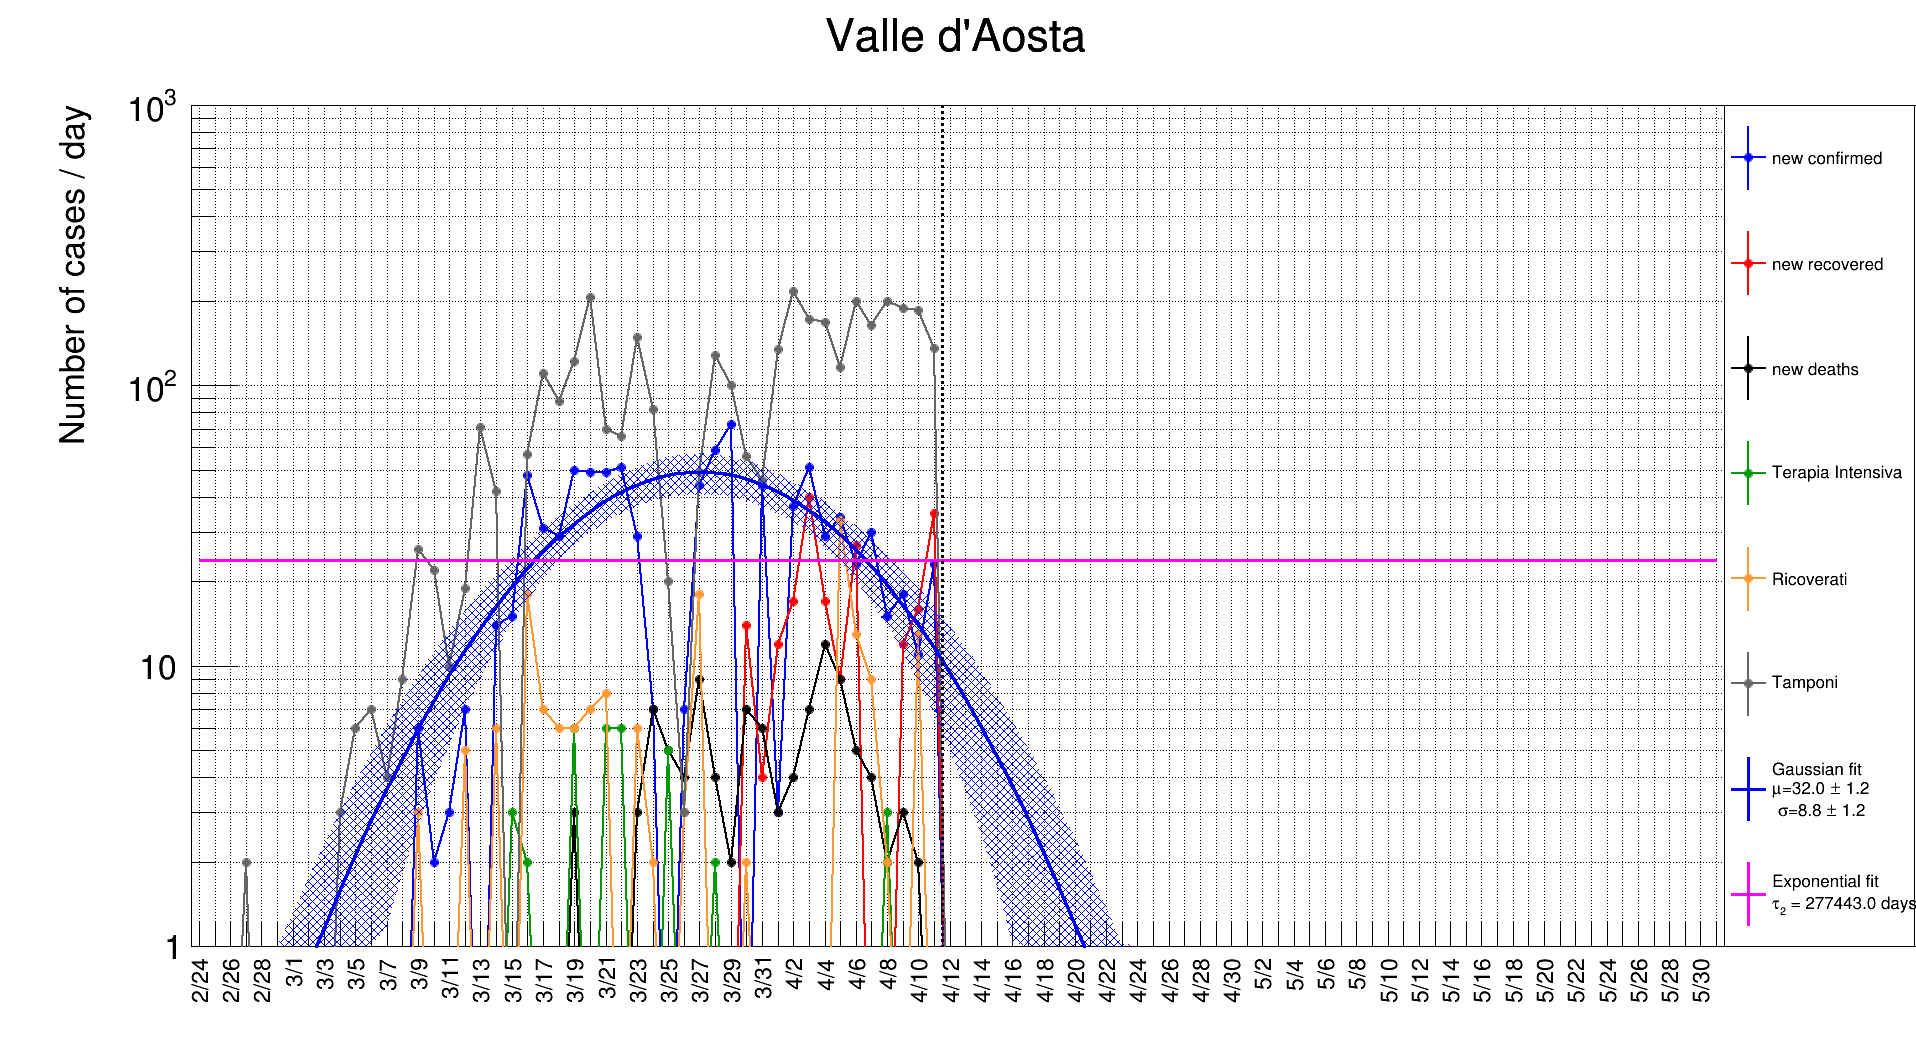 Valle d'Aosta
Number of cases / day
10³
10²
10
1
2/24 2/26 2/28 3/1 3/3 3/5 3/7 3/9 3/11 3/13 3/15 3/17 3/19 3/21 3/23 3/25 3/27 3/29 3/31 4/2 4/4 4/6 4/8 4/10 4/12 4/14 4/16 4/18 4/20 4/22 4/24 4/26 4/28 4/30 5/2 5/4 5/6 5/8 5/10 5/12 5/14 5/16 5/18 5/20 5/22 5/24 5/26 5/28 5/30
new confirmed
new recovered
new deaths
Terapia Intensiva
Ricoverati
Tamponi
Gaussian fit
μ=32.0 ± 1.2
σ=8.8 ± 1.2
Exponential fit
τ₂ = 277443.0 days